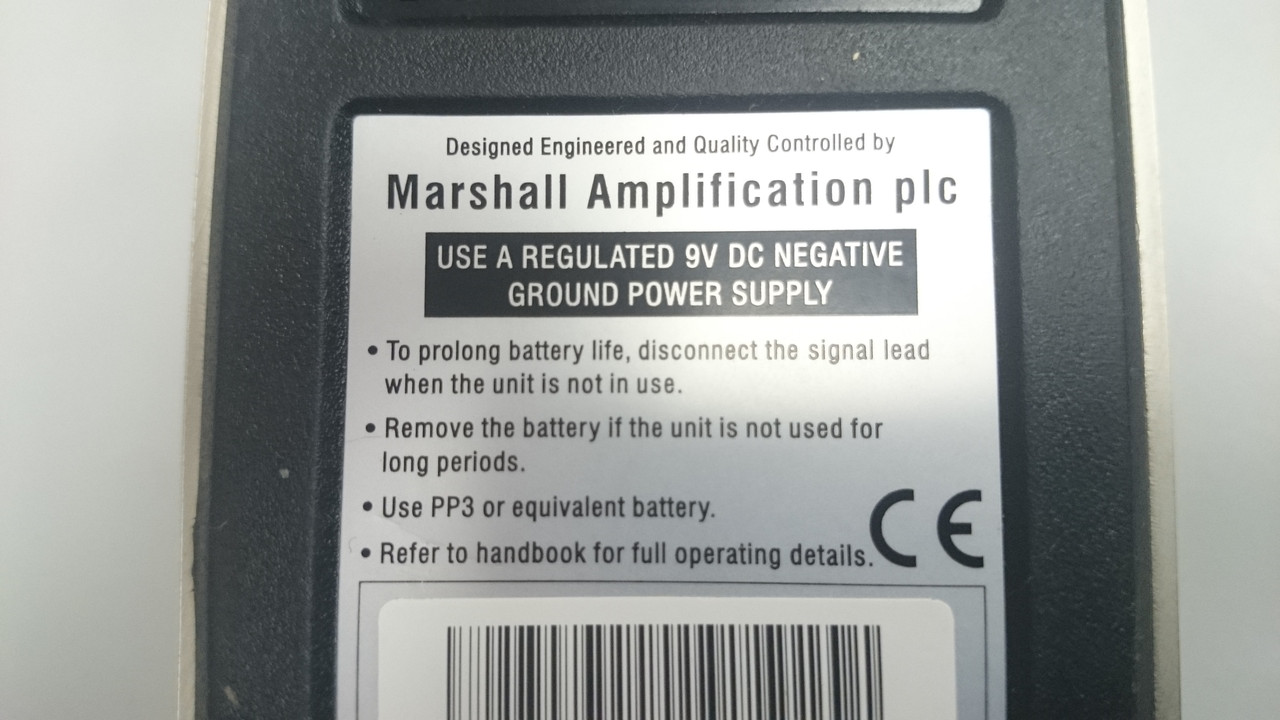 Designed Engineered and Quality Controlled by
Marshall Amplification plc
USE A REGULATED 9V DC NEGATIVE
GROUND POWER SUPPLY
• To prolong battery life, disconnect the signal lead
when the unit is not in use.
• Remove the battery if the unit is not used for
long periods.
• Use PP3 or equivalent battery.
• Refer to handbook for full operating details.
CE